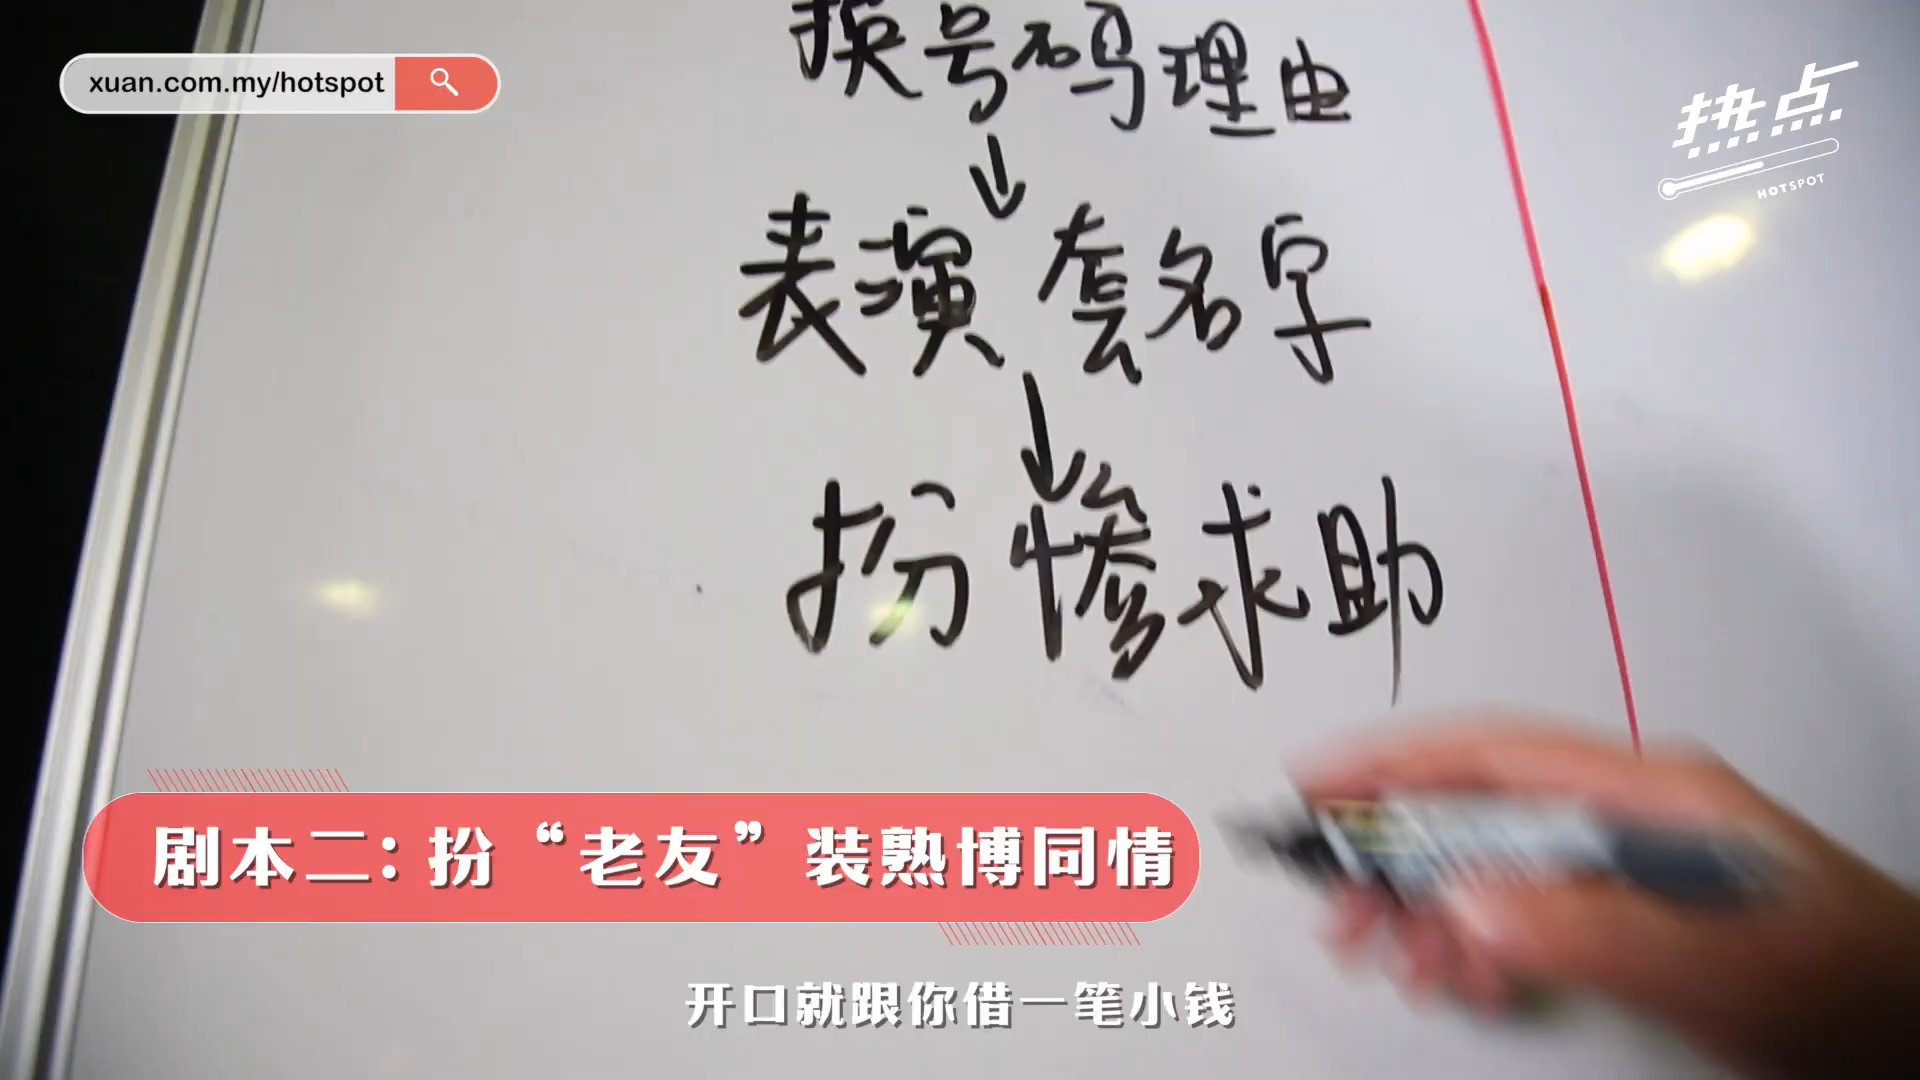 xuan.com.my/hotspot
热点
HOTSPOT
换号码理由
表演 套名字
扮惨求助
剧本二：扮“老友”装熟博同情
开口就跟你借一笔小钱